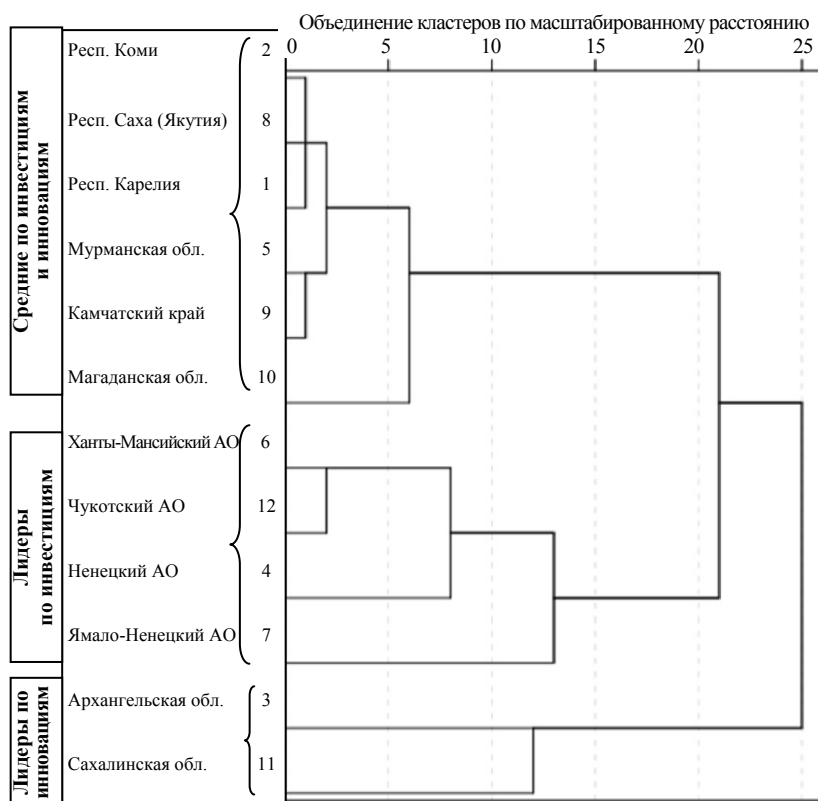 Объединение кластеров по масштабированному расстоянию
0 5 10 15 20 25
Средние по инвестициям
и инновациям
Респ. Коми 2
Респ. Саха (Якутия) 8
Респ. Карелия 1
Мурманская обл. 5
Камчатский край 9
Магаданская обл. 10
Лидеры
по инвестициям
Ханты-Мансийский АО 6
Чукотский АО 12
Ненецкий АО 4
Ямало-Ненецкий АО 7
Лидеры по
инновациям
Архангельская обл. 3
Сахалинская обл. 11